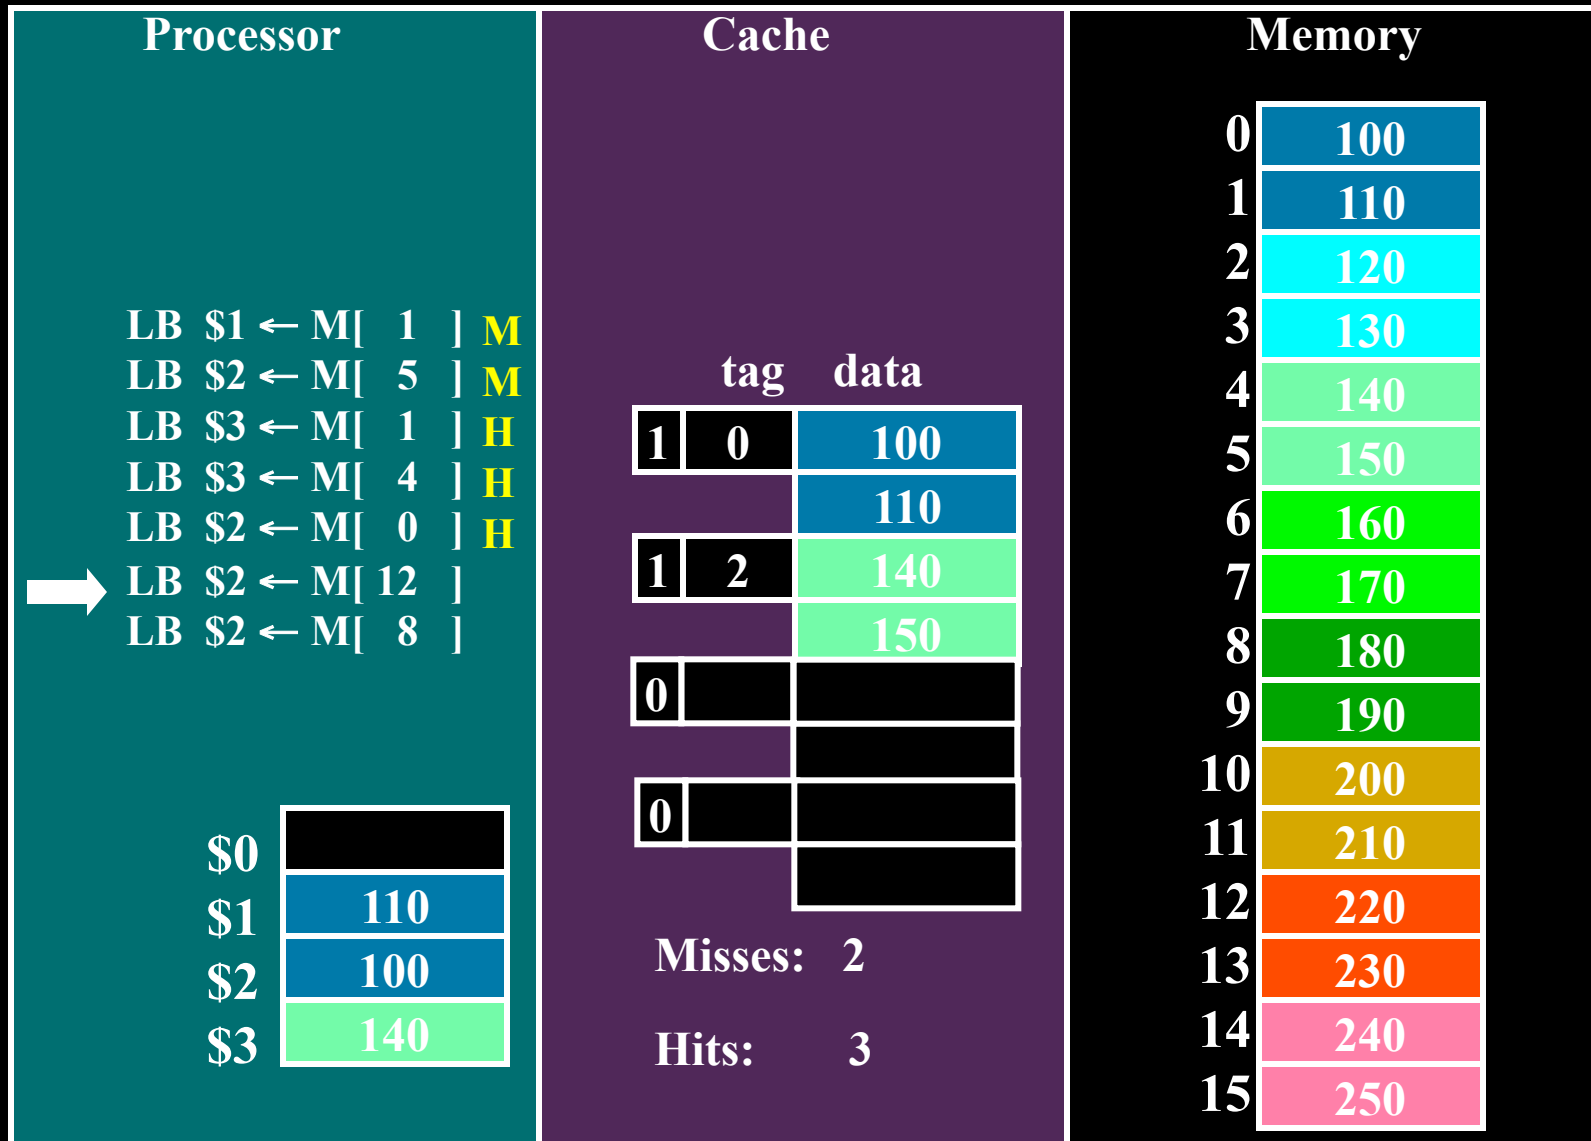 Processor
LB $1 ← M[ 1 ] M
LB $2 ← M[ 5 ] M
LB $3 ← M[ 1 ] H
LB $3 ← M[ 4 ] H
LB $2 ← M[ 0 ] H
LB $2 ← M[ 12 ]
LB $2 ← M[ 8 ]
$0
$1 110
$2 100
$3 140
Cache
tag data
1 0 100
110
1 2 140
150
0
0
Misses: 2
Hits: 3
Memory
0 100
1 110
2 120
3 130
4 140
5 150
6 160
7 170
8 180
9 190
10 200
11 210
12 220
13 230
14 240
15 250